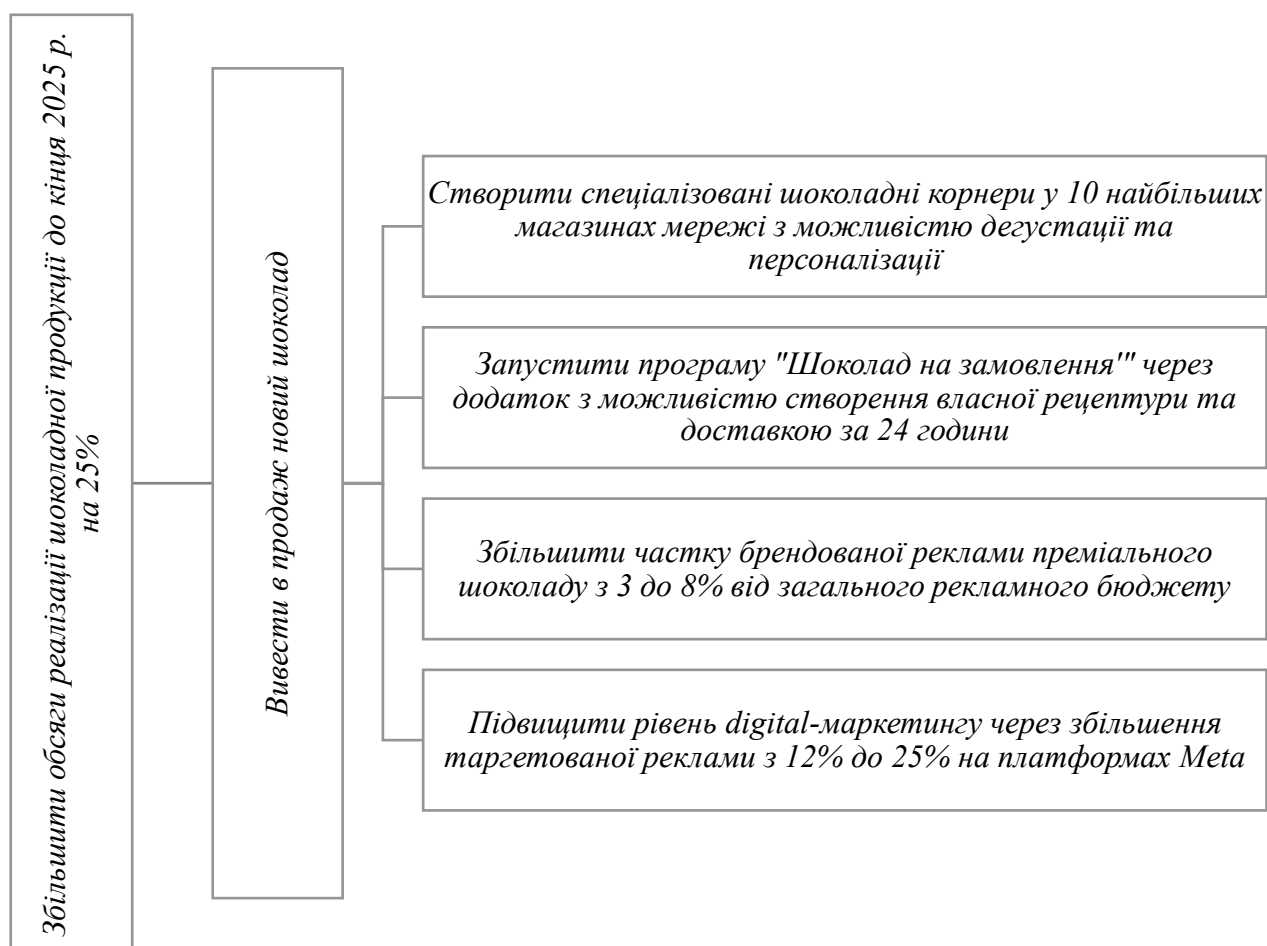 Збільшити обсяги реалізації шоколадної продукції до кінця 2025 р.
на 25%
Вивести в продаж новий шоколад
Створити спеціалізовані шоколадні корнери у 10 найбільших
магазинах мережі з можливістю дегустації та
персоналізації
Запустити програму "Шоколад на замовлення'" через
додаток з можливістю створення власної рецептури та
доставкою за 24 години
Збільшити частку брендованої реклами преміального
шоколаду з 3 до 8% від загального рекламного бюджету
Підвищити рівень digital-маркетингу через збільшення
таргетованої реклами з 12% до 25% на платформах Meta